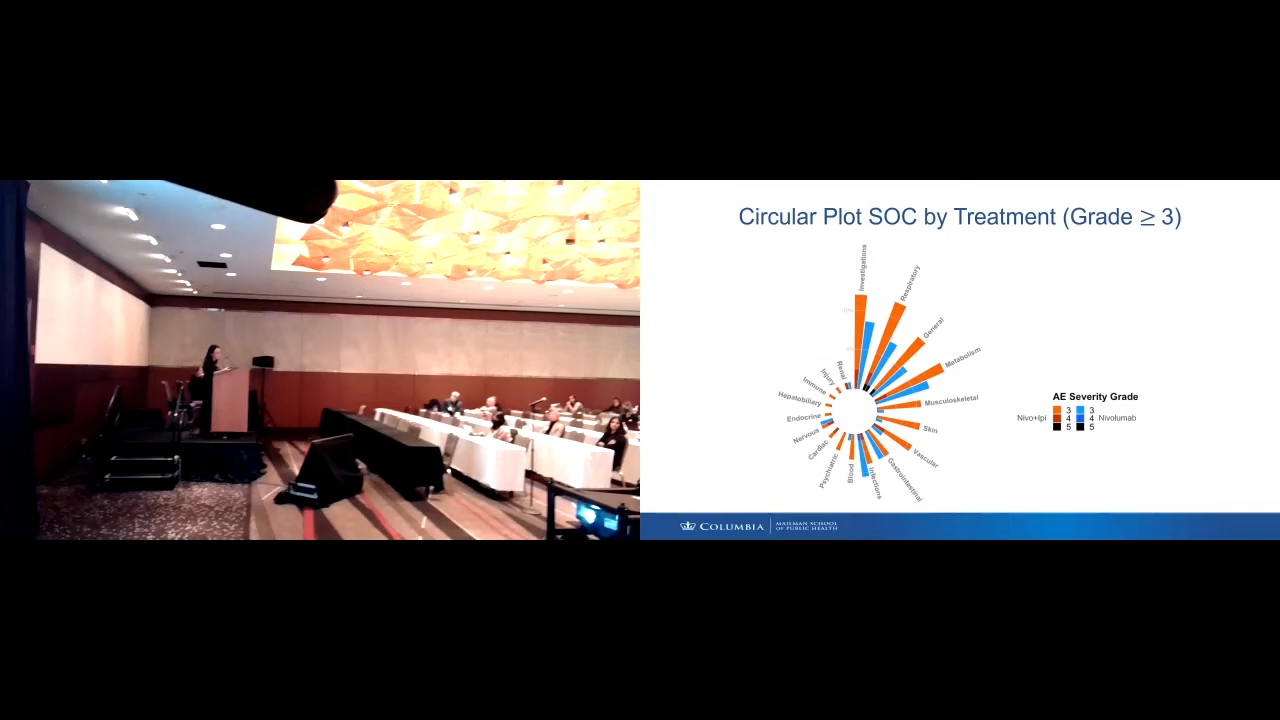 Circular Plot SOC by Treatment (Grade ≥ 3)
Investigations
Respiratory
General
Metabolism
Musculoskeletal
Skin
Vascular
Gastrointestinal
Infections
Blood
Psychiatric
Cardiac
Nervous
Endocrine
Hepatobiliary
Immune
Injury
Renal
AE Severity Grade
3 3
Nivo+Ipi 4 4 Nivolumab
5 5
COLUMBIA
MAILMAN SCHOOL
OF PUBLIC HEALTH